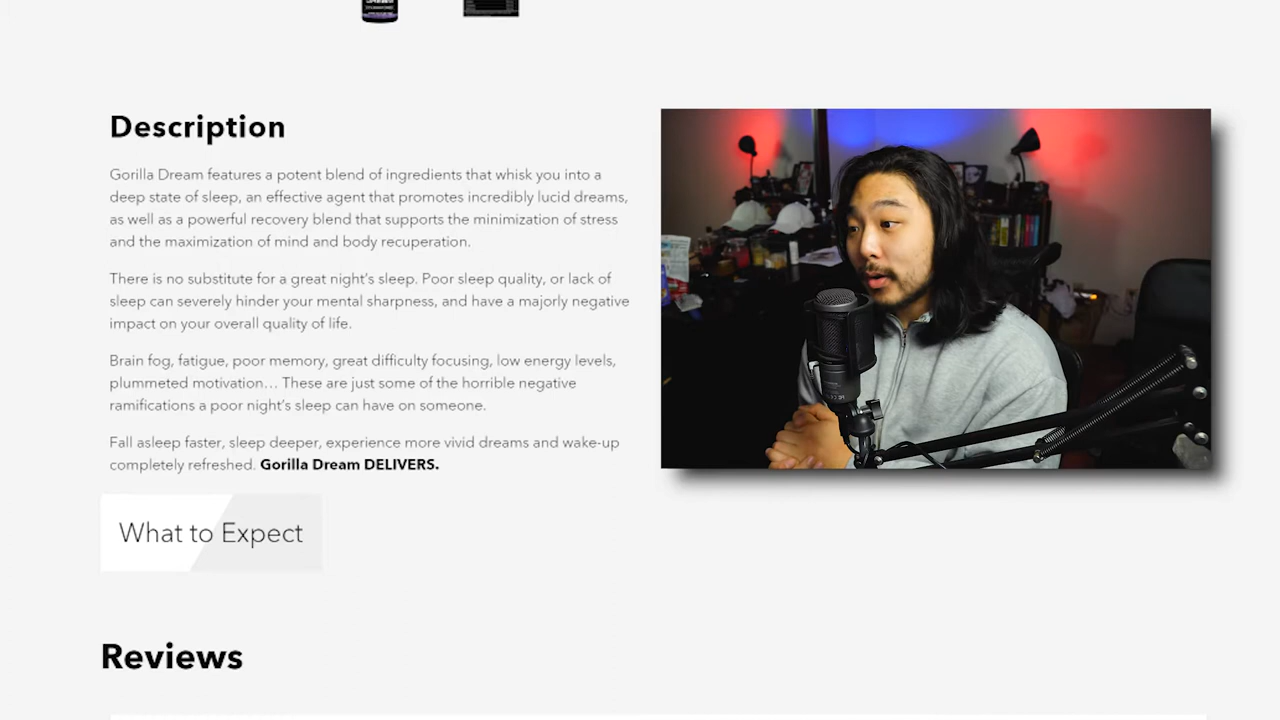 Description
Gorilla Dream features a potent blend of ingredients that whisk you into a
deep state of sleep, an effective agent that promotes incredibly lucid dreams,
as well as a powerful recovery blend that supports the minimization of stress
and the maximization of mind and body recuperation.
There is no substitute for a great night’s sleep. Poor sleep quality, or lack of
sleep can severely hinder your mental sharpness, and have a majorly negative
impact on your overall quality of life.
Brain fog, fatigue, poor memory, great difficulty focusing, low energy levels,
plummeted motivation… These are just some of the horrible negative
ramifications a poor night’s sleep can have on someone.
Fall asleep faster, sleep deeper, experience more vivid dreams and wake-up
completely refreshed. Gorilla Dream DELIVERS.
What to Expect
Reviews